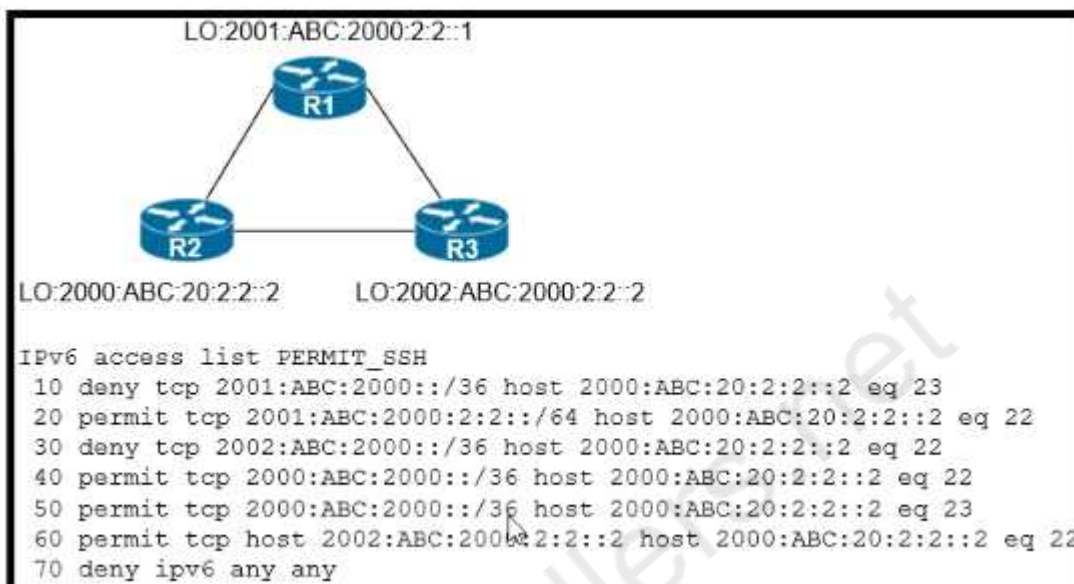 LO:2001:ABC:2000:2:2::1
R1
R2
R3
LO:2000:ABC:20:2:2::2 LO:2002:ABC:2000:2:2::2
IPv6 access list PERMIT_SSH
10 deny tcp 2001:ABC:2000::/36 host 2000:ABC:20:2:2::2 eq 23
20 permit tcp 2001:ABC:2000:2:2::/64 host 2000:ABC:20:2:2::2 eq 22
30 deny tcp 2002:ABC:2000::/36 host 2000:ABC:20:2:2::2 eq 22
40 permit tcp 2000:ABC:2000::/36 host 2000:ABC:20:2:2::2 eq 22
50 permit tcp 2000:ABC:2000::/36 host 2000:ABC:20:2:2::2 eq 23
60 permit tcp host 2002:ABC:2000:2:2::2 host 2000:ABC:20:2:2::2 eq 22
70 deny ipv6 any any